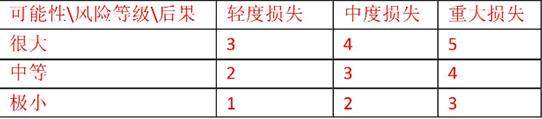 可能性\风险等级\后果 轻度损失 中度损失 重大损失
很大 3 4 5
中等 2 3 4
极小 1 2 3